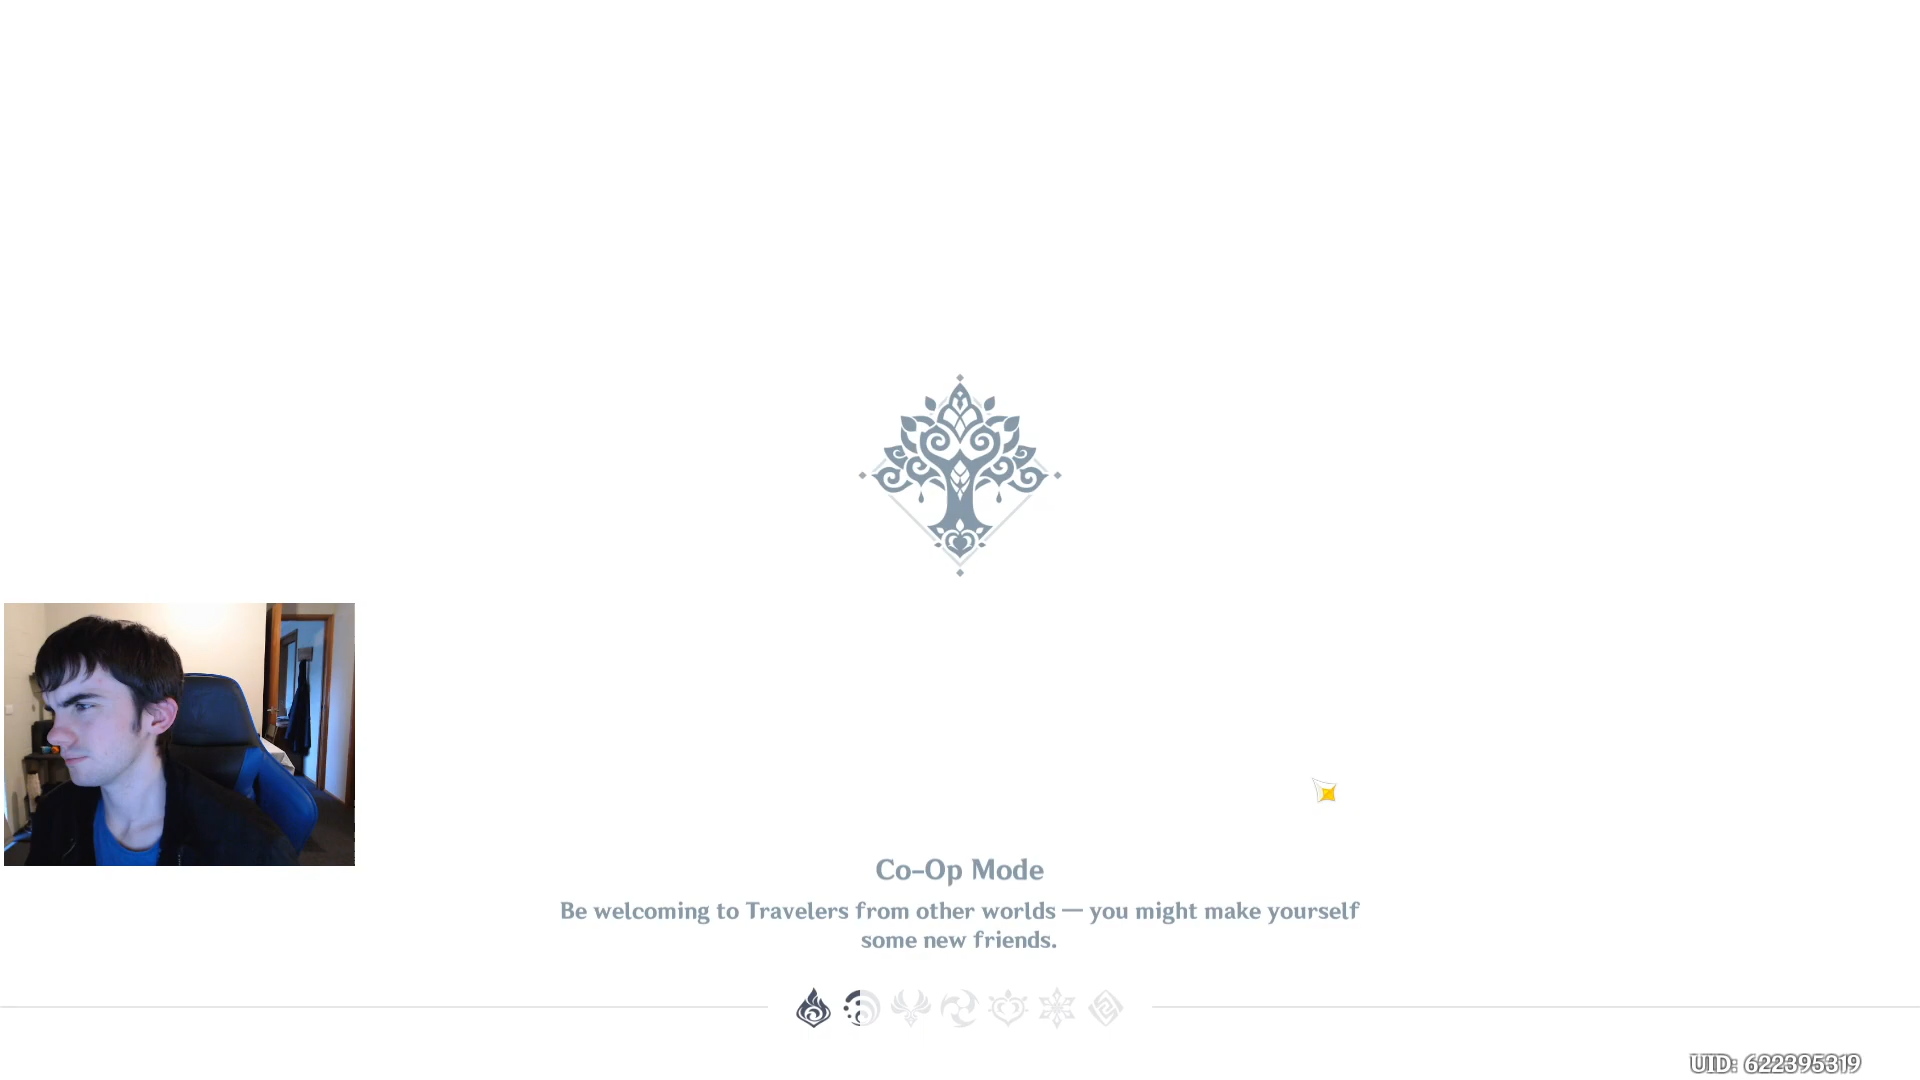 Co-Op Mode
Be welcoming to Travelers from other worlds — you might make yourself
some new friends.
UID: 622395319